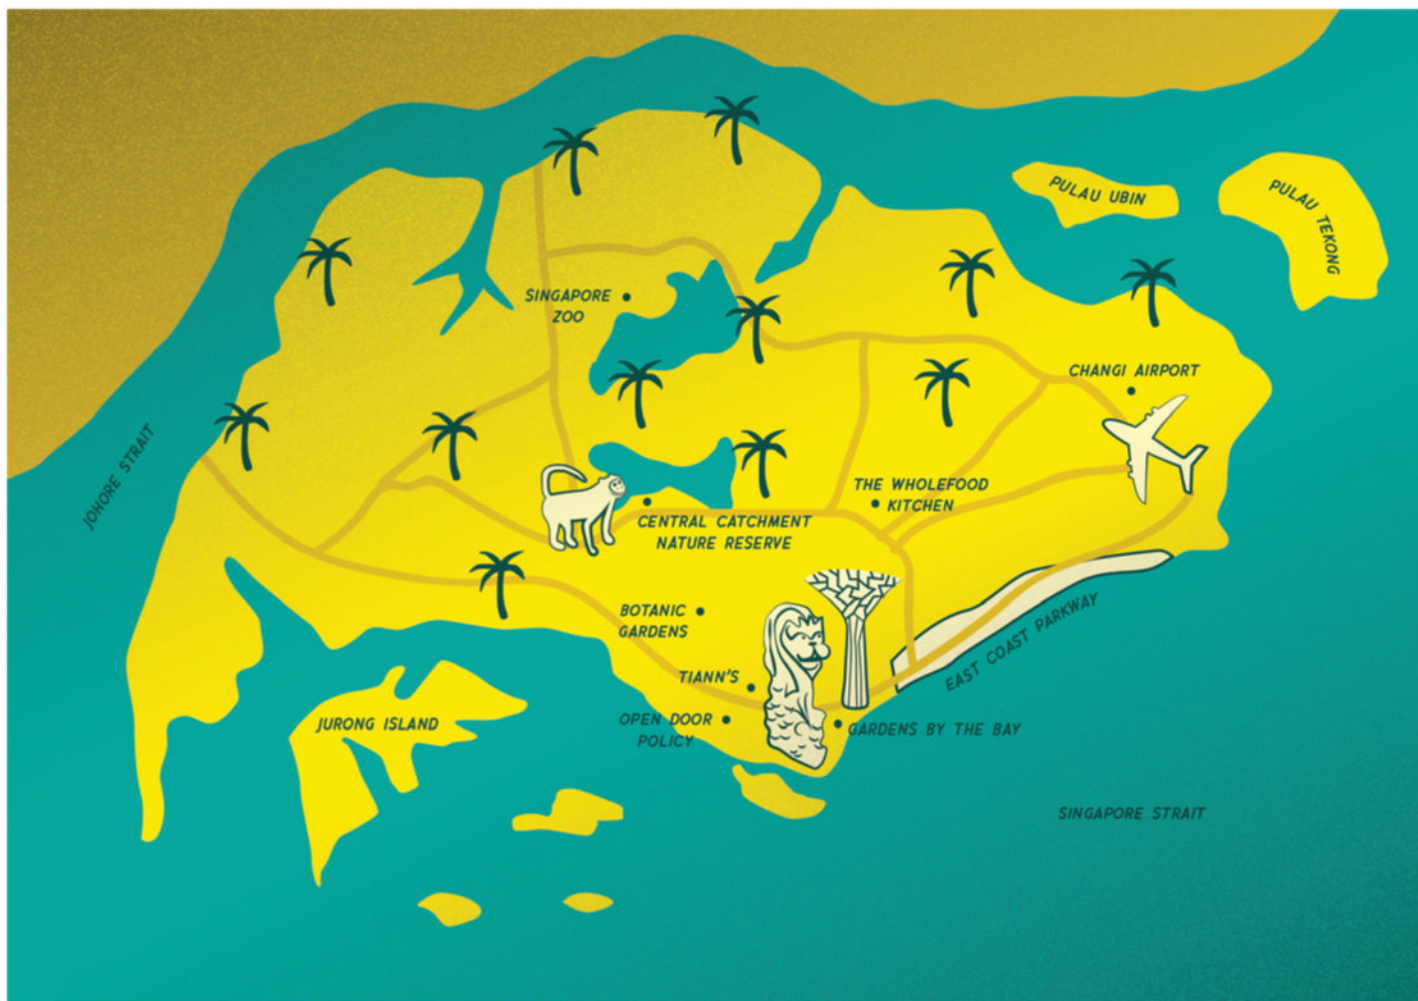 PULAU UBIN
PULAU TEKONG
SINGAPORE
ZOO
CHANGI AIRPORT
JOHORE STRAIT
THE WHOLEFOOD
KITCHEN
CENTRAL CATCHMENT
NATURE RESERVE
BOTANIC
GARDENS
EAST COAST PARKWAY
TIANN'S
JURONG ISLAND
OPEN DOOR
POLICY
GARDENS BY THE BAY
SINGAPORE STRAIT